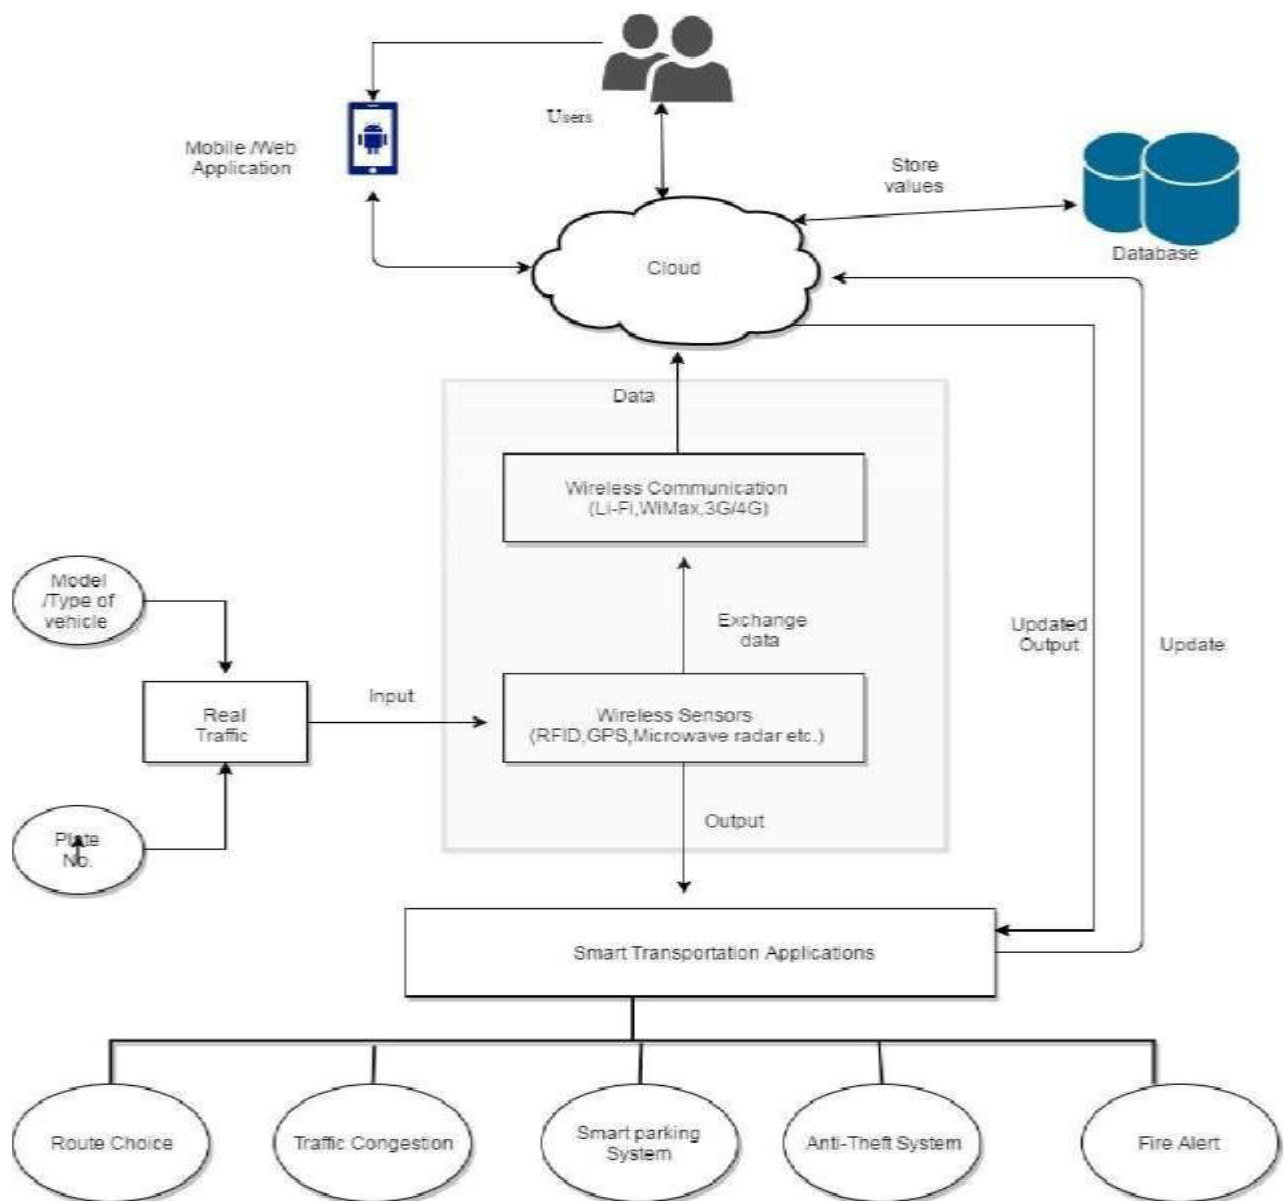 Users
Mobile /Web
Application
Store
values
Database
Cloud
Data
Wireless Communication
(Li-Fi,WiMax,3G/4G)
Model
/Type of
vehicle
Exchange
data
Updated
Output
Update
Input
Real
Traffic
Wireless Sensors
(RFID,GPS,Microwave radar etc.)
Output
Plate
No.
Smart Transportation Applications
Route Choice
Traffic Congestion
Smart parking
System
Anti-Theft System
Fire Alert